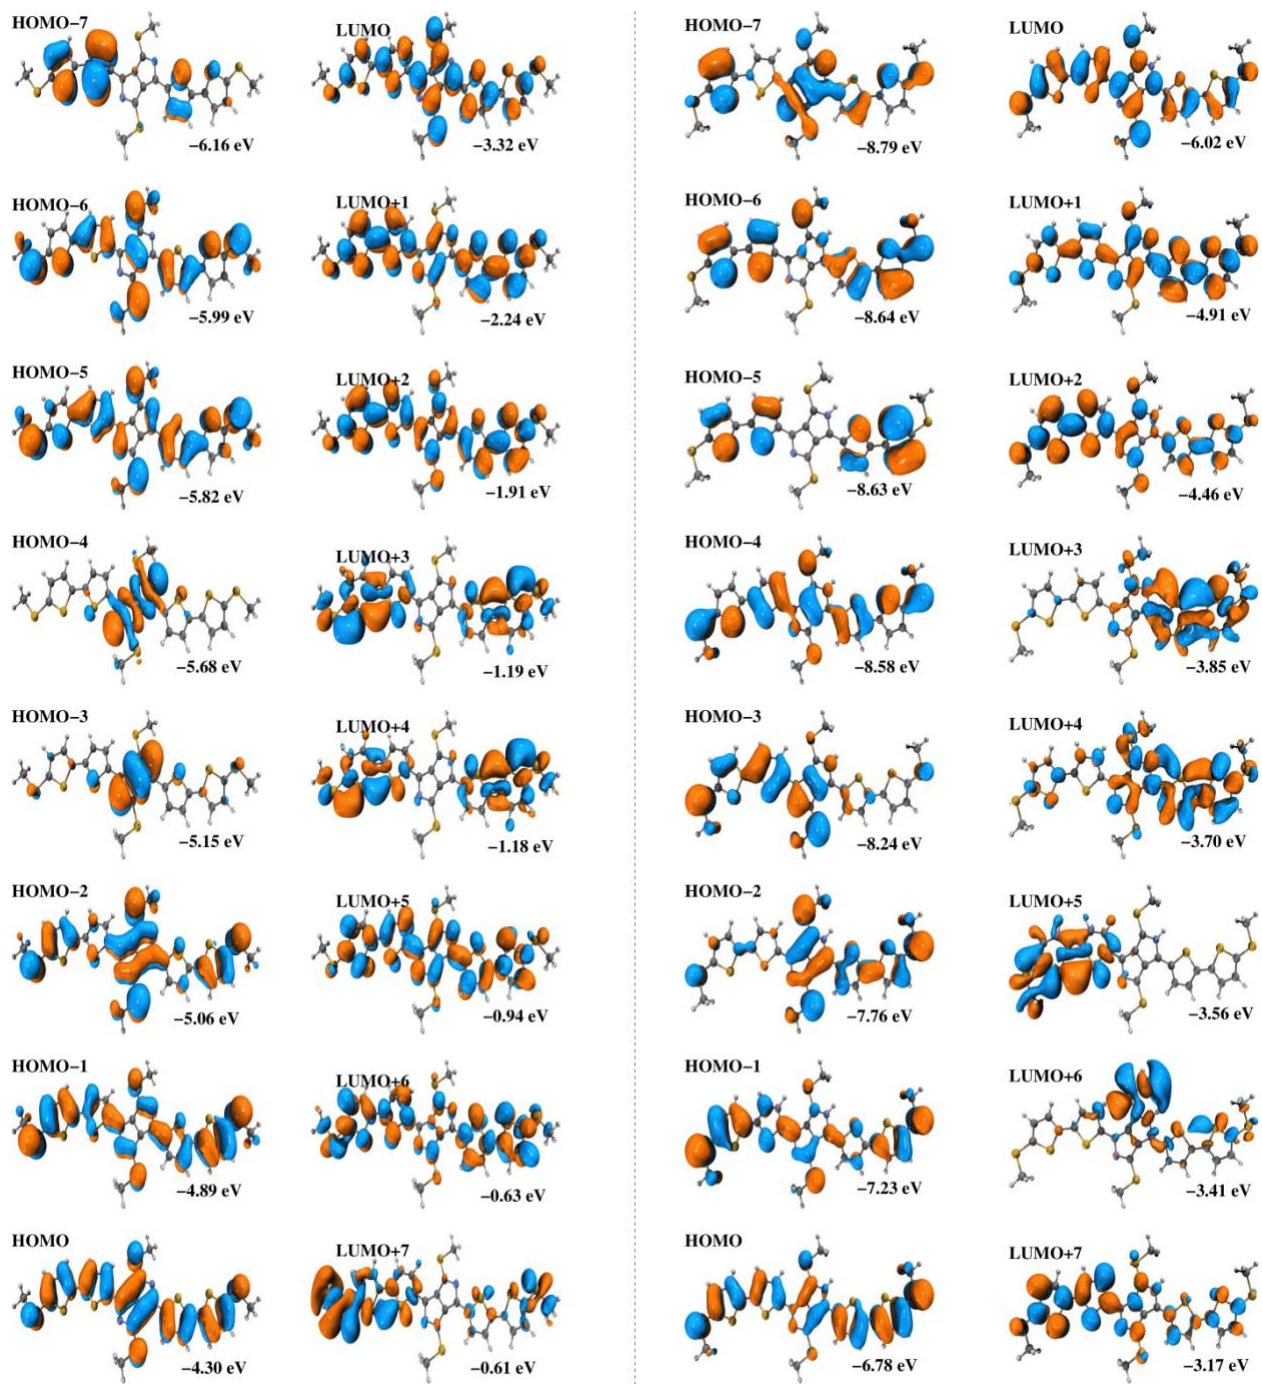 HOMO−7 LUMO HOMO−7 LUMO
−6.16 eV −3.32 eV −8.79 eV −6.02 eV
HOMO−6 LUMO+1 HOMO−6 LUMO+1
−5.99 eV −2.24 eV −8.64 eV −4.91 eV
HOMO−5 LUMO+2 HOMO−5 LUMO+2
−5.82 eV −1.91 eV −8.63 eV −4.46 eV
HOMO−4 LUMO+3 HOMO−4 LUMO+3
−5.68 eV −1.19 eV −8.58 eV −3.85 eV
HOMO−3 LUMO+4 HOMO−3 LUMO+4
−5.15 eV −1.18 eV −8.24 eV −3.70 eV
HOMO−2 LUMO+5 HOMO−2 LUMO+5
−5.06 eV −0.94 eV −7.76 eV −3.56 eV
HOMO−1 LUMO+6 HOMO−1 LUMO+6
−4.89 eV −0.63 eV −7.23 eV −3.41 eV
HOMO LUMO+7 HOMO LUMO+7
−4.30 eV −0.61 eV −6.78 eV −3.17 eV